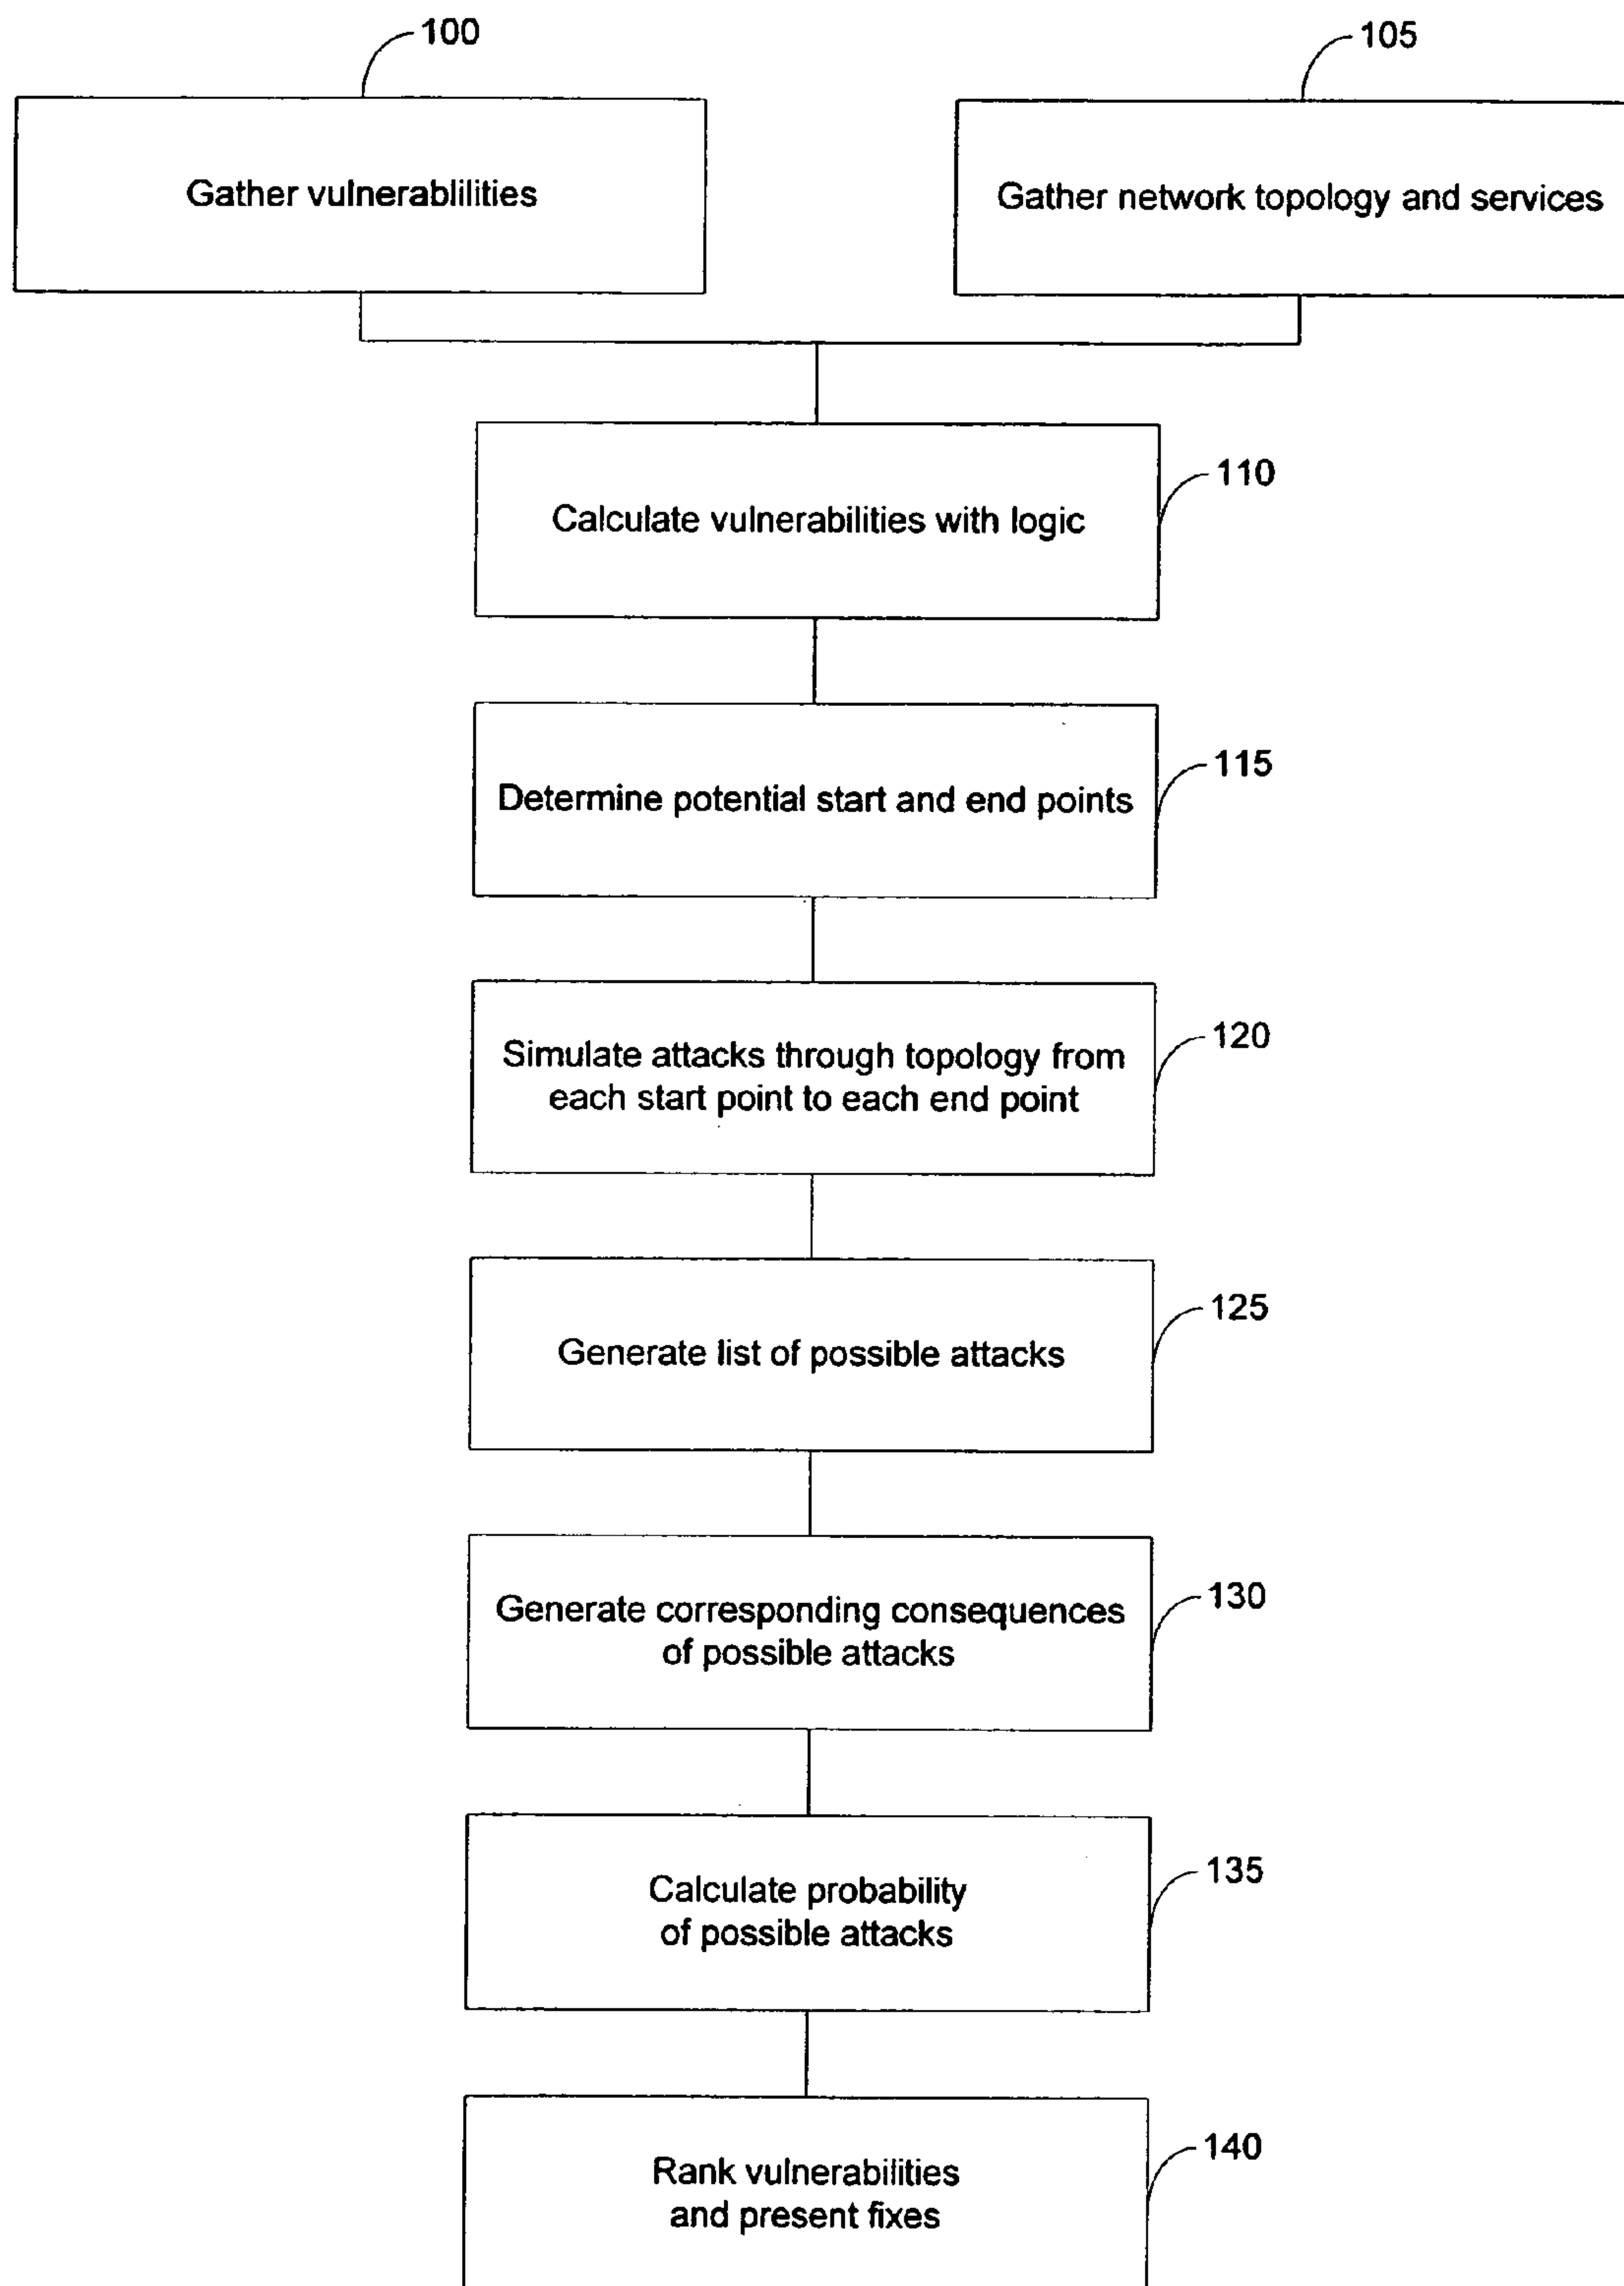 100
105
Gather vulnerablilities
Gather network topology and services
110
Calculate vulnerabilities with logic
115
Determine potential start and end points
120
Simulate attacks through topology from
each start point to each end point
125
Generate list of possible attacks
130
Generate corresponding consequences
of possible attacks
135
Calculate probability
of possible attacks
140
Rank vulnerabilities
and present fixes